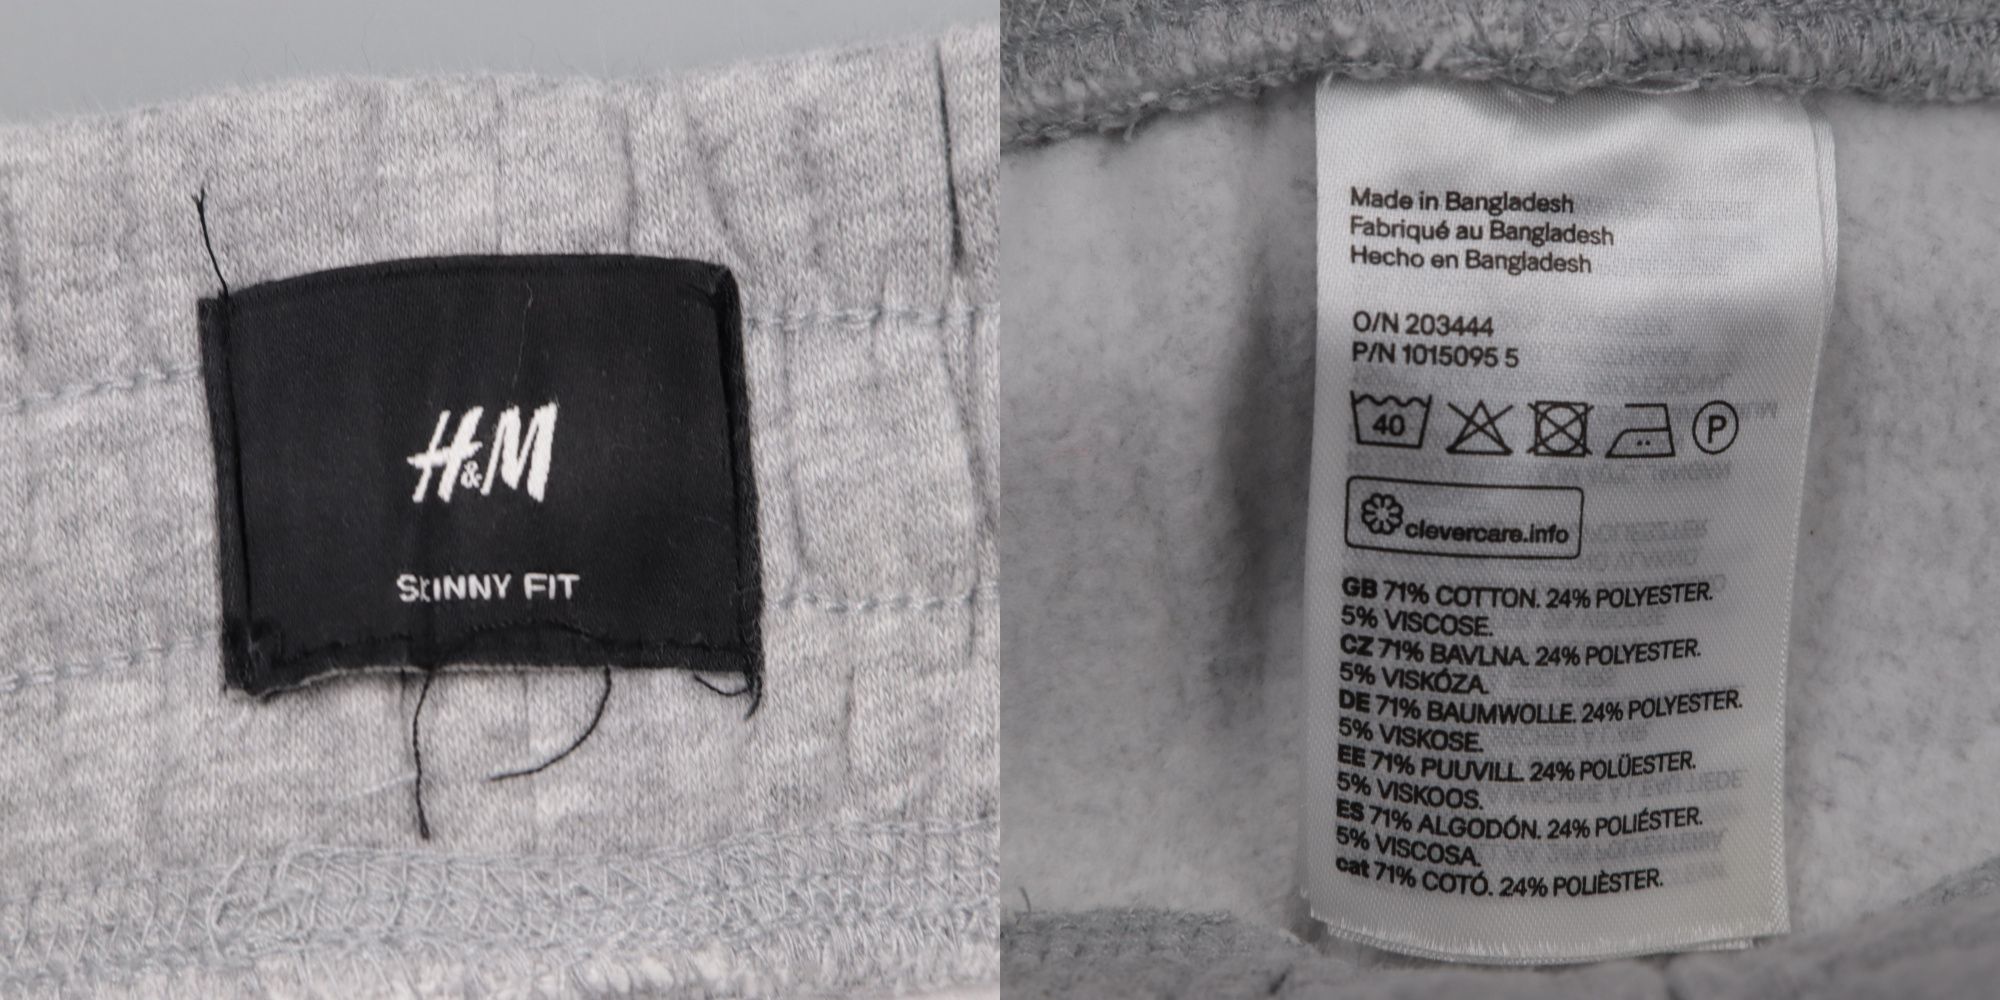 H&M
SKINNY FIT
Made in Bangladesh
Fabriqué au Bangladesh
Hecho en Bangladesh
O/N 203444
P/N 1015095 5
40
P
clevercare.info
GB 71% COTTON. 24% POLYESTER.
5% VISCOSE.
CZ 71% BAVLNA. 24% POLYESTER.
5% VISKÓZA.
DE 71% BAUMWOLLE. 24% POLYESTER.
5% VISKOSE.
EE 71% PUUVILL. 24% POLÜESTER.
5% VISKOOS.
ES 71% ALGODÓN. 24% POLIÉSTER.
5% VISCOSA.
cat 71% COTÓ. 24% POLIÈSTER.